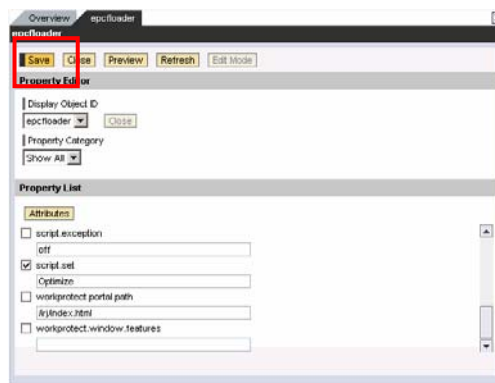 Overview epcfloader
epcfloader
Save Close Preview Refresh Edit Mode
Property Editor
Display Object ID
epcfloader Close
Property Category
Show All
Property List
Attributes
script.exception
off
script.set
Optimize
workprotect.portal.path
/irj/index.html
workprotect.window.features